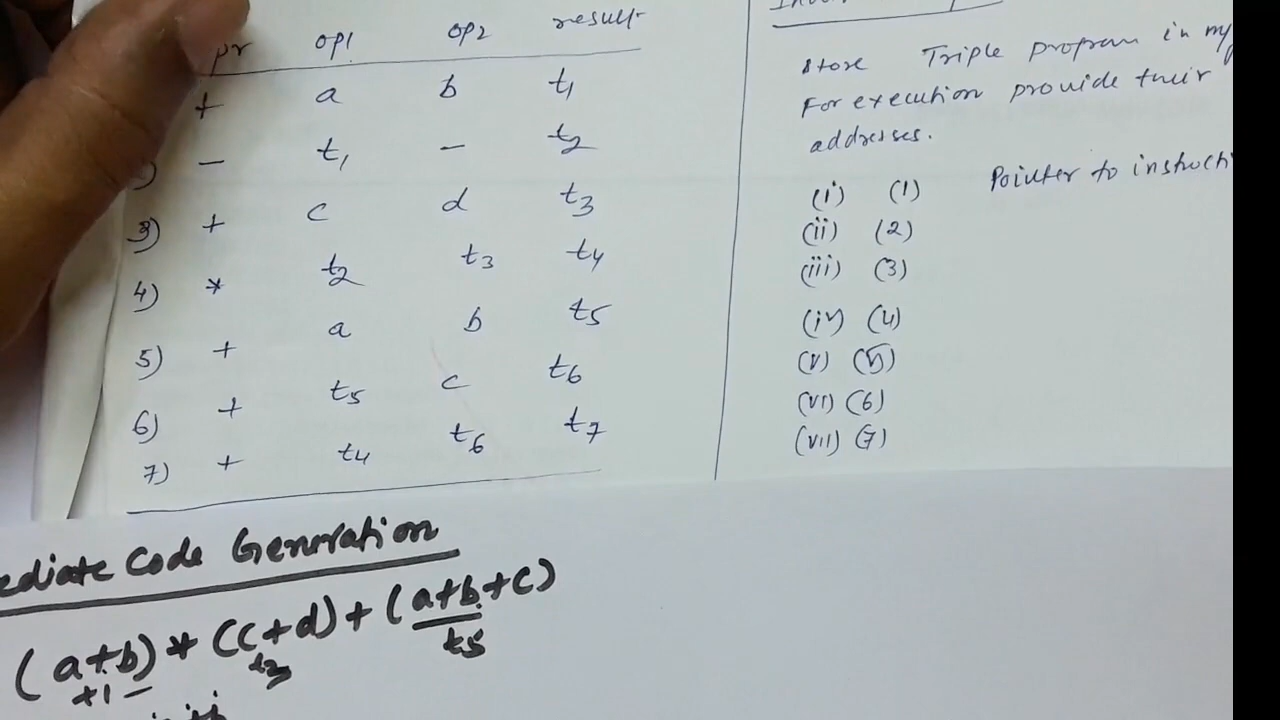 opr op1 op2 result
+ a b t1
) - t1 - t2
3) + c d t3
4) * t2 t3 t4
5) + a b t5
6) + t5 c t6
7) + t4 t6 t7
store Triple program in my
For execution provide their
addresses.
(i) (1) Pointer to instructi
(ii) (2)
(iii) (3)
(iv) (4)
(v) (5)
(vi) (6)
(vii) (7)
ediate Code Generation
(a+b) * (c+d) + (a+b+c)
t1 - t3 t5